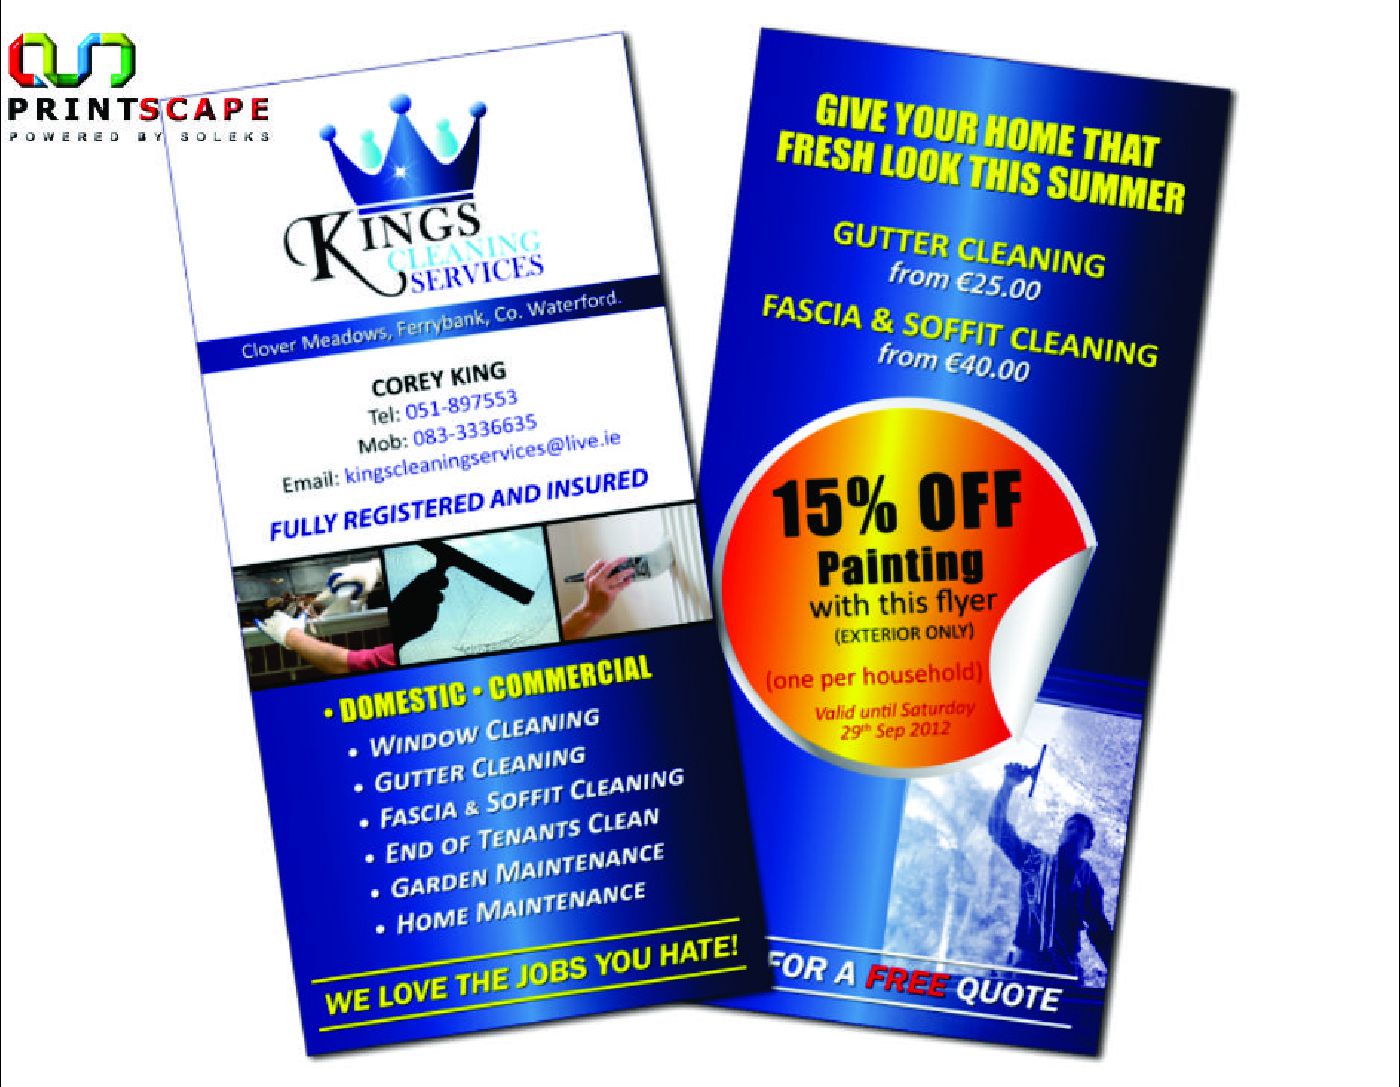 PRINTSCAPE
POWERED BY SOLEKS
KINGS
CLEANING
SERVICES
Clover Meadows, Ferrybank, Co. Waterford.
COREY KING
Tel: 051-897553
Mob: 083-3336635
Email: kingscleaningservices@live.ie
FULLY REGISTERED AND INSURED
• DOMESTIC • COMMERCIAL
• WINDOW CLEANING
• GUTTER CLEANING
• FASCIA & SOFFIT CLEANING
• END OF TENANTS CLEAN
• GARDEN MAINTENANCE
• HOME MAINTENANCE
WE LOVE THE JOBS YOU HATE!
GIVE YOUR HOME THAT
FRESH LOOK THIS SUMMER
GUTTER CLEANING
from €25.00
FASCIA & SOFFIT CLEANING
from €40.00
15% OFF
Painting
with this flyer
(EXTERIOR ONLY)
(one per household)
Valid until Saturday
29th Sep 2012
FOR A FREE QUOTE